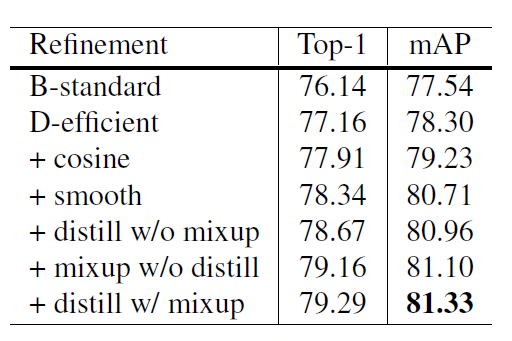 Refinement Top-1 mAP
B-standard 76.14 77.54
D-efficient 77.16 78.30
+ cosine 77.91 79.23
+ smooth 78.34 80.71
+ distill w/o mixup 78.67 80.96
+ mixup w/o distill 79.16 81.10
+ distill w/ mixup 79.29 81.33